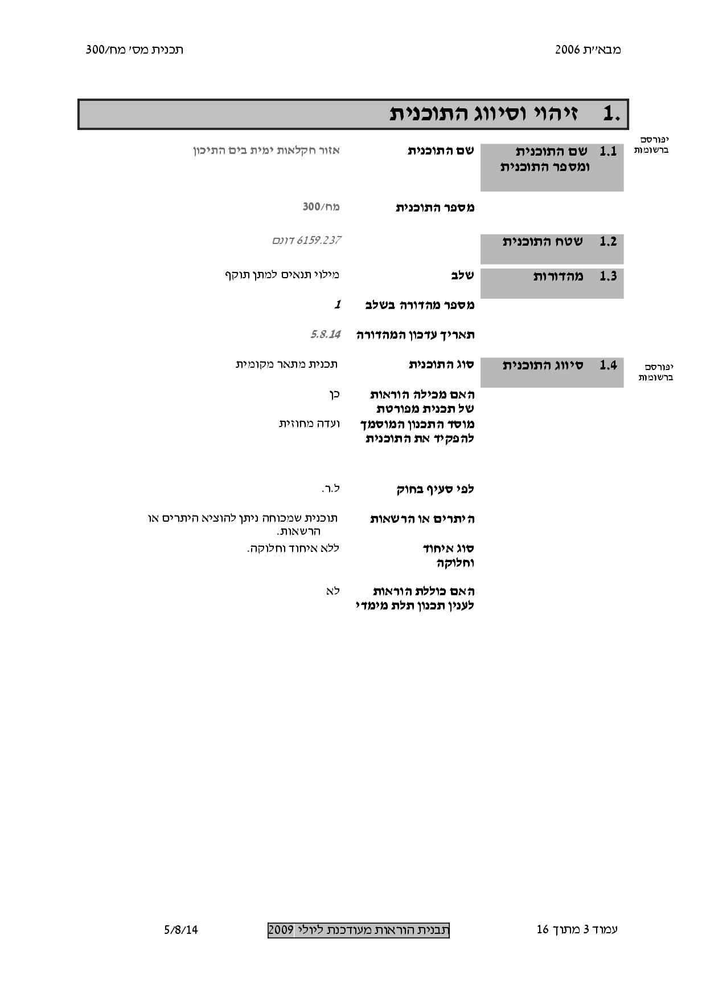 מבא''ת 2006
תכנית מס' מח/300
1. זיהוי וסיווג התוכנית
יפורסם
ברשומות
1.1 שם התוכנית
ומספר התוכנית
שם התוכנית
אזור חקלאות ימית בים התיכון
מספר התוכנית
מח/300
1.2 שטח התוכנית
6159.237 דונם
1.3 מהדורות
שלב
מילוי תנאים למתן תוקף
מספר מהדורה בשלב
1
תאריך עדכון המהדורה
5.8.14
יפורסם
ברשומות
1.4 סיווג התוכנית
סוג התוכנית
תכנית מתאר מקומית
האם מכילה הוראות
של תכנית מפורטת
כן
מוסד התכנון המוסמך
להפקיד את התוכנית
ועדה מחוזית
לפי סעיף בחוק
ל.ר.
היתרים או הרשאות
תוכנית שמכוחה ניתן להוציא היתרים או
הרשאות.
סוג איחוד
וחלוקה
ללא איחוד וחלוקה.
האם כוללת הוראות
לענין תכנון תלת מימדי
לא
עמוד 3 מתוך 16
תבנית הוראות מעודכנת ליולי 2009
5/8/14